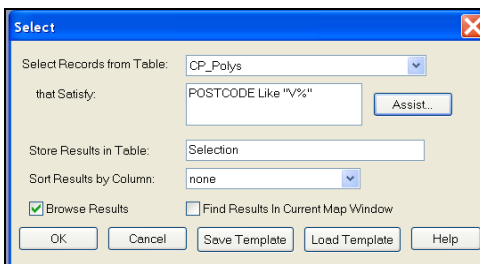 Select
Select Records from Table: CP_Polys
that Satisfy: POSTCODE Like "V%"
Assist...
Store Results in Table: Selection
Sort Results by Column: none
Browse Results Find Results In Current Map Window
OK Cancel Save Template Load Template Help